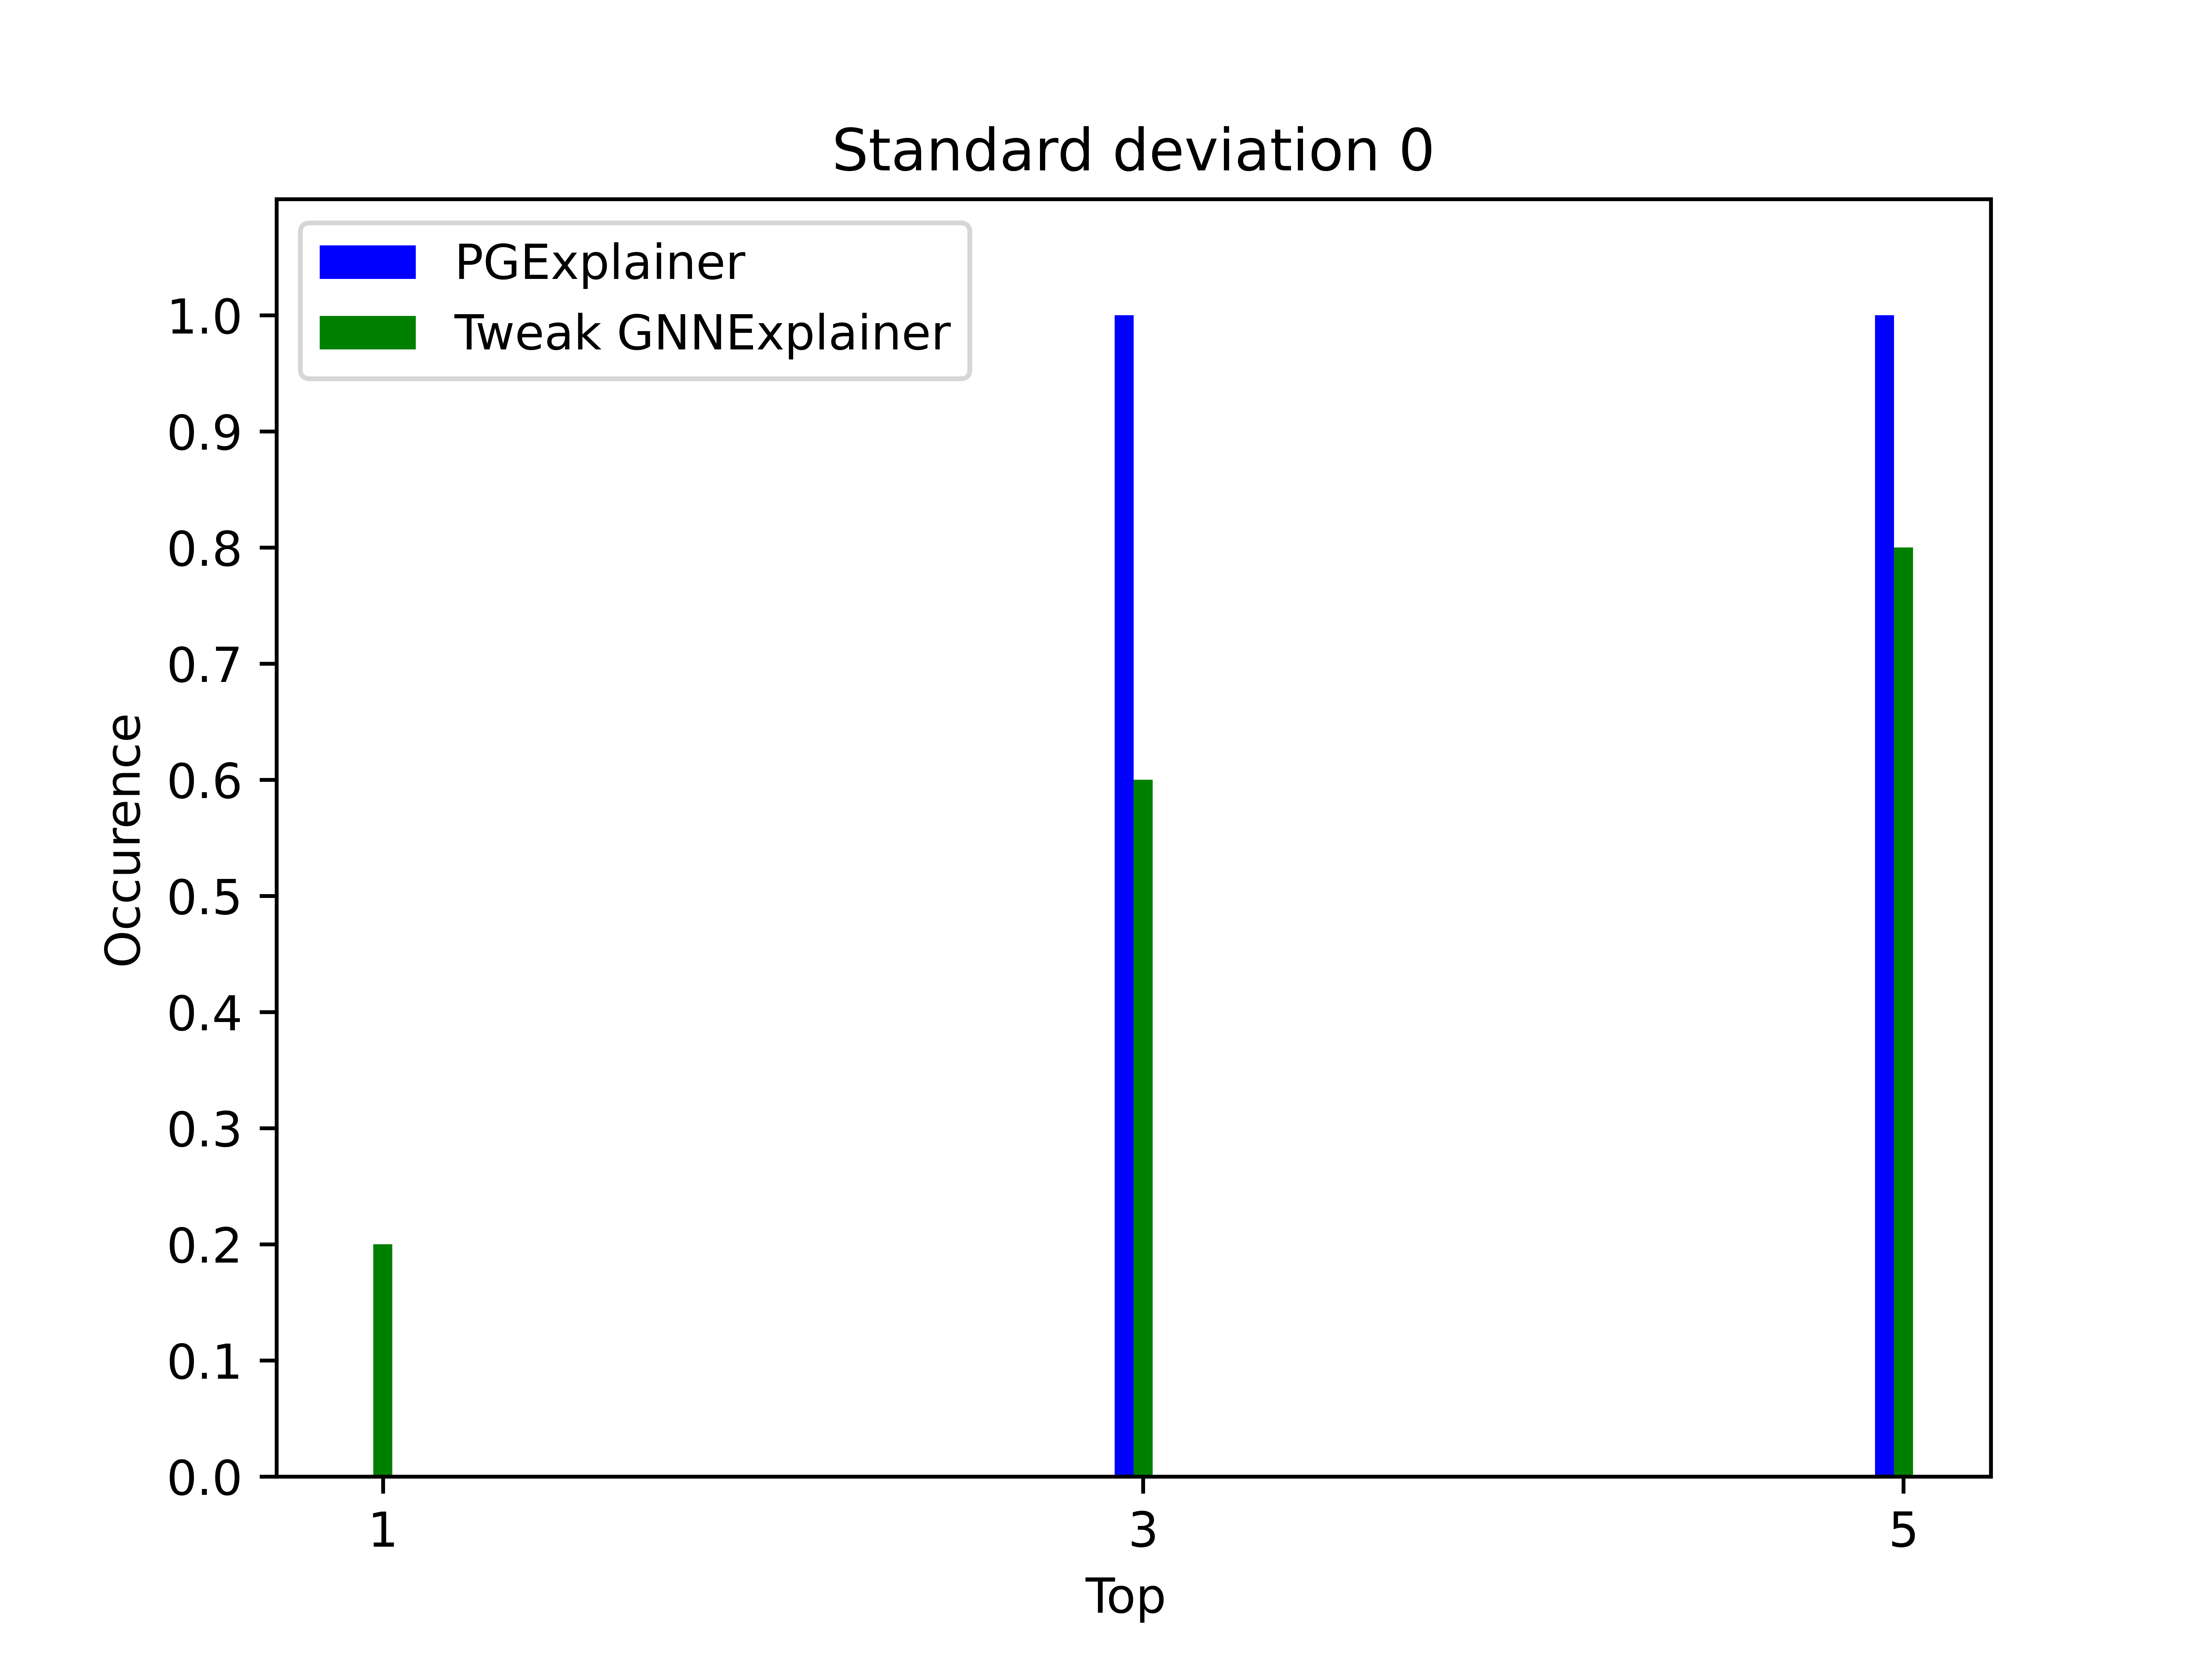 Standard deviation 0
PGExplainer
Tweak GNNExplainer
1.0
0.9
0.8
0.7
0.6
0.5
0.4
0.3
0.2
0.1
0.0
Occurence
1 3 5
Top